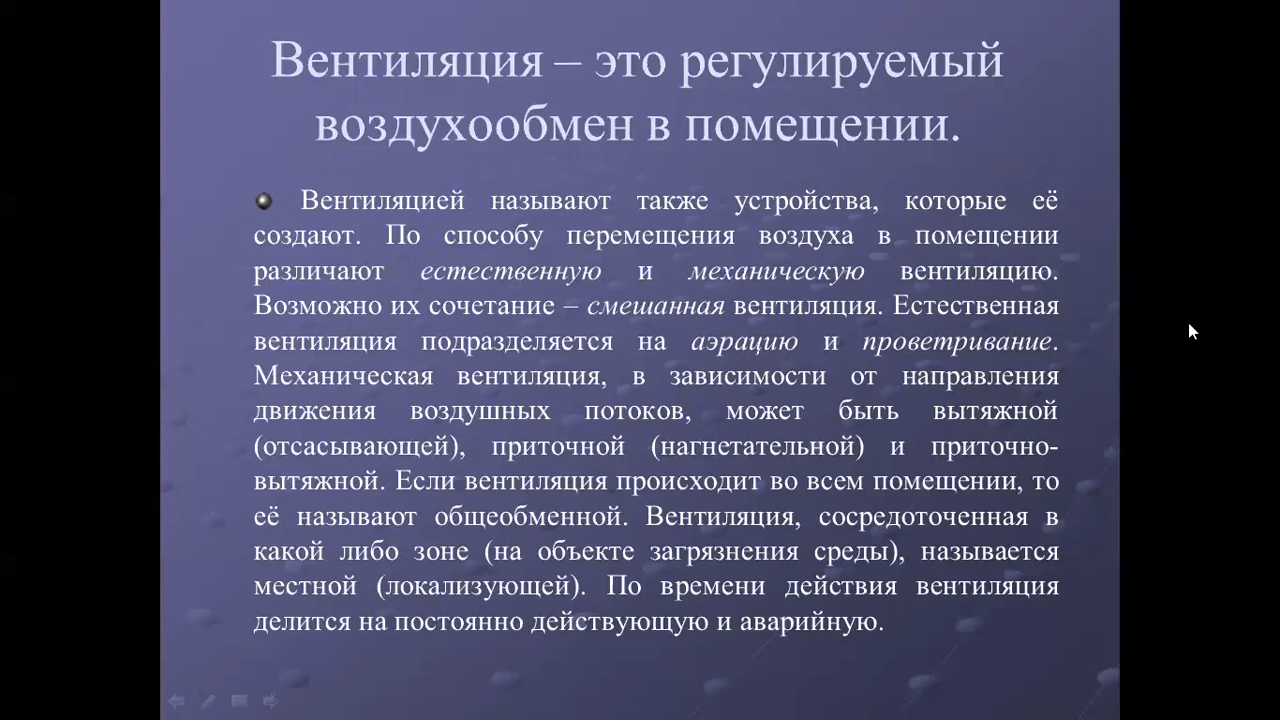 Вентиляция – это регулируемый
воздухообмен в помещении.
Вентиляцией называют также устройства, которые её
создают. По способу перемещения воздуха в помещении
различают естественную и механическую вентиляцию.
Возможно их сочетание – смешанная вентиляция. Естественная
вентиляция подразделяется на аэрацию и проветривание.
Механическая вентиляция, в зависимости от направления
движения воздушных потоков, может быть вытяжной
(отсасывающей), приточной (нагнетательной) и приточно-
вытяжной. Если вентиляция происходит во всем помещении, то
её называют общеобменной. Вентиляция, сосредоточенная в
какой либо зоне (на объекте загрязнения среды), называется
местной (локализующей). По времени действия вентиляция
делится на постоянно действующую и аварийную.